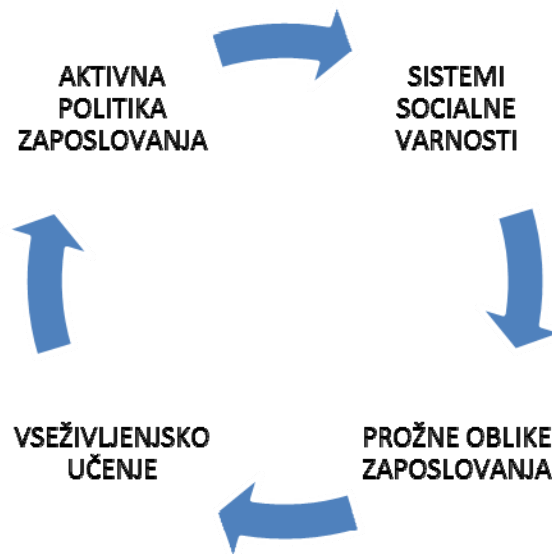 AKTIVNA
POLITIKA
ZAPOSLOVANJA
SISTEMI
SOCIALNE
VARNOSTI
PROŽNE OBLIKE
ZAPOSLOVANJA
VSEŽIVLJENJSKO
UČENJE